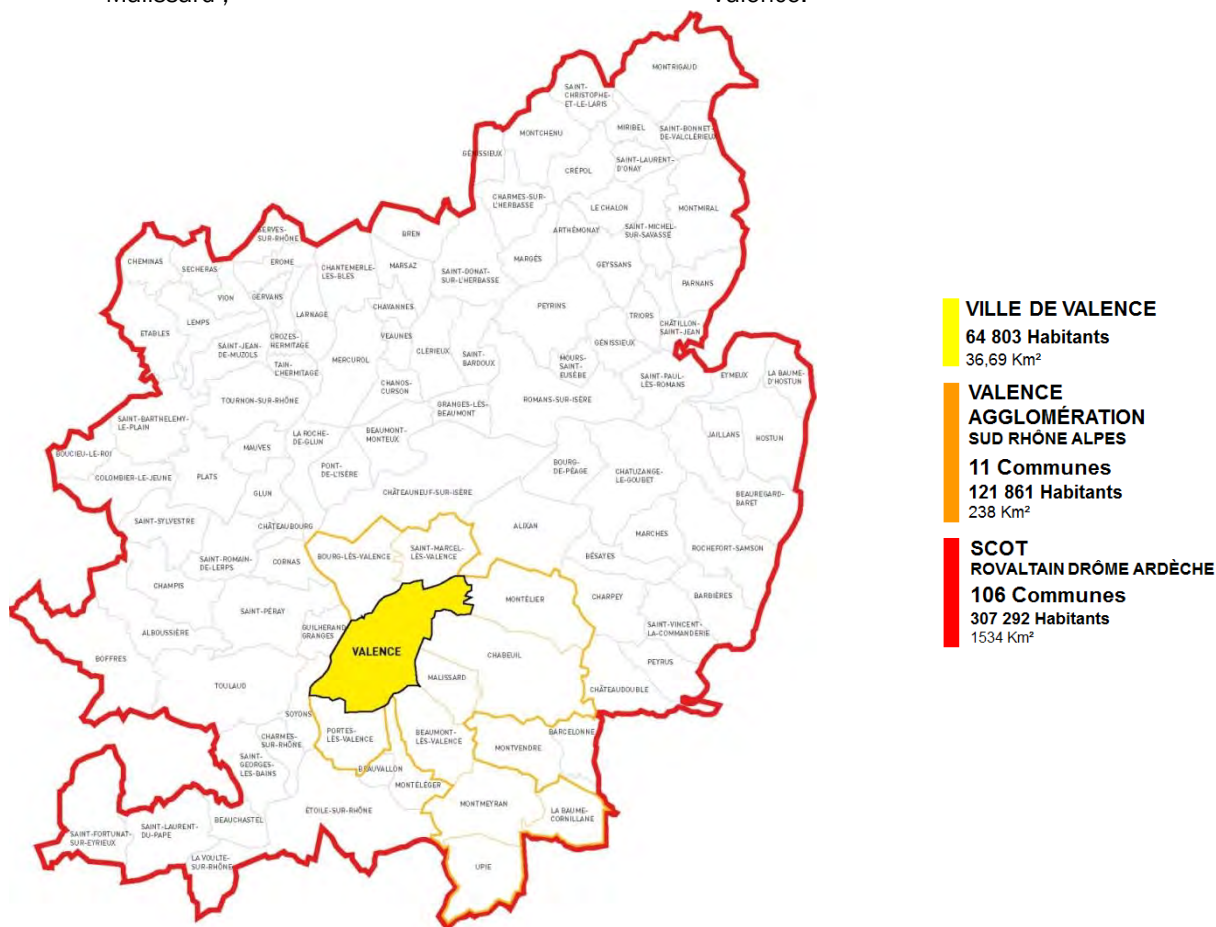 Malissard ;
Valence.
MONTRIGAUD
SAINT-
CHRISTOPHE-
ET-LE-LARIS
MONTCHENU
MIRIBEL
SAINT-BONNET-
DE-VALCLÉRIEUX
GÉNISSIEUX
CRÉPOL
SAINT-LAURENT-
D'ONAY
CHARMES-SUR-
L'HERBASSE
LE CHALON
MONTMIRAL
ARTHÉMONAY
SAINT-MICHEL-
SUR-SAVASSE
SERVES-
SUR-RHÔNE
BREN
CHEMINAS
SECHERAS
EROME
CHANTEMERLE-
LES-BLÉS
MARSAZ
SAINT-DONAT-
SUR-L'HERBASSE
MARGÈS
GEYSSANS
PARNANS
VION
GERVANS
LARNAGE
CHAVANNES
PEYRINS
TRIORS
CHÂTILLON-
SAINT-JEAN
ETABLES
LEMPS
SAINT-JEAN-
DE-MUZOLS
CROZES-
HERMITAGE
TAIN-
L'HERMITAGE
MERCUROL
VEAUNES
CLÉRIEUX
SAINT-
BARDOUX
GÉNISSIEUX
MOURS-
SAINT-
EUSÈBE
SAINT-PAUL-
LÈS-ROMANS
EYMEUX
LA BAUME-
D'HOSTUN
CHANOS-
CURSON
TOURNON-SUR-RHÔNE
GRANGES-LÈS-
BEAUMONT
ROMANS-SUR-ISÈRE
SAINT-BARTHELEMY-
LE-PLAIN
LA ROCHE-
DE-GLUN
BEAUMONT-
MONTEUX
JAILLANS
HOSTUN
BOUCIEU-LE-ROI
MAUVES
COLOMBIER-LE-JEUNE
PLATS
PONT-
DE-L'ISÈRE
BOURG-
DE-PÉAGE
CHATUZANGE-
LE-GOUBET
GLUN
CHÂTEAUNEUF-SUR-ISÈRE
BEAUREGARD-
BARET
SAINT-SYLVESTRE
CHÂTEAUBOURG
ALIXAN
MARCHES
SAINT-ROMAIN-
DE-LERPS
CORNAS
BOURG-LÈS-VALENCE
SAINT-MARCEL-
LÈS-VALENCE
BÉSAYES
ROCHEFORT-SAMSON
CHAMPIS
MONTÉLIER
CHARPEY
BARBIÈRES
SAINT-PÉRAY
GUILHERAND-
GRANGES
SAINT-VINCENT-
LA-COMMANDERIE
ALBOUSSIÈRE
VALENCE
CHABEUIL
PEYRUS
BOFFRES
TOULAUD
MALISSARD
CHÂTEAUDOUBLE
SOYONS
CHARMES-
SUR-RHÔNE
PORTES-
LÈS-VALENCE
BEAUMONT-
LÈS-VALENCE
BARCELONNE
MONTVENDRE
SAINT-
GEORGES-
LES-BAINS
BEAUVALLON
MONTÉLÉGER
MONTMEYRAN
LA BAUME-
CORNILLANE
BEAUCHASTEL
ÉTOILE-SUR-RHÔNE
SAINT-FORTUNAT-
SUR-EYRIEUX
SAINT-LAURENT-
DU-PAPE
LA VOULTE-
SUR-RHÔNE
UPIE
VILLE DE VALENCE
64 803 Habitants
36,69 Km²
VALENCE
AGGLOMÉRATION
SUD RHÔNE ALPES
11 Communes
121 861 Habitants
238 Km²
SCOT
ROVALTAIN DRÔME ARDÈCHE
106 Communes
307 292 Habitants
1534 Km²